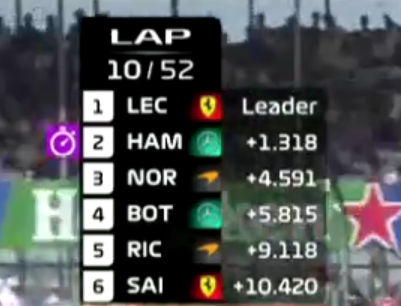 LAP
10/52
1 LEC Leader
2 HAM +1.318
3 NOR +4.591
4 BOT +5.815
5 RIC +9.118
6 SAI +10.420